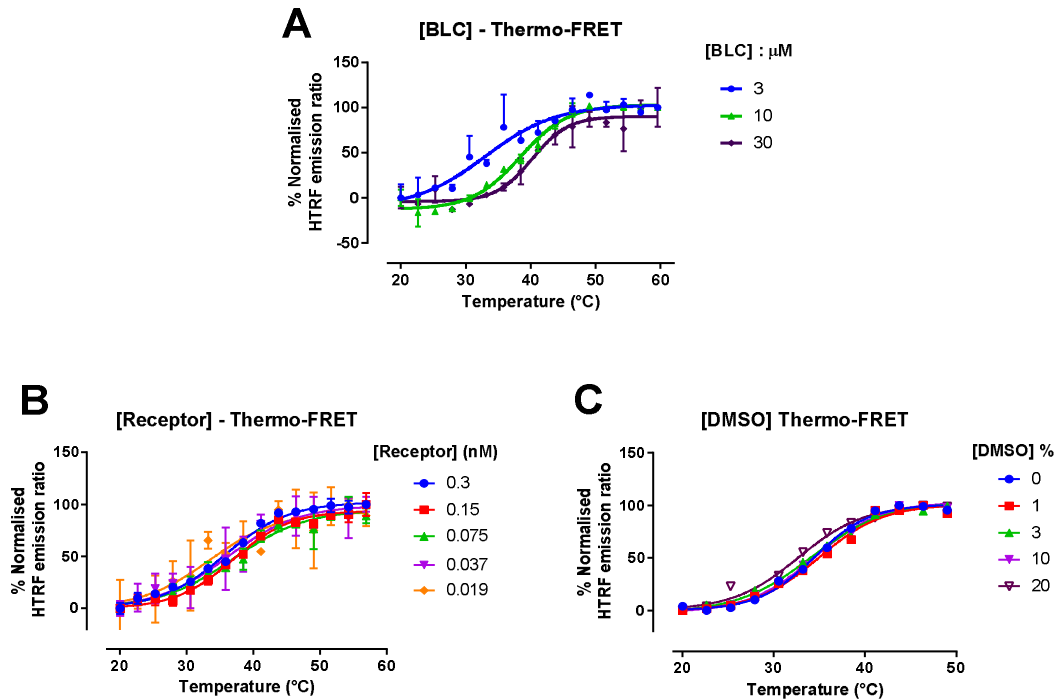 A
[BLC] - Thermo-FRET
% Normalised
HTRF emission ratio
150
100
50
0
-50
20 30 40 50 60
Temperature (°C)
[BLC] : µM
3
10
30
B
[Receptor] - Thermo-FRET
% Normalised
HTRF emission ratio
150
100
50
0
20 30 40 50 60
Temperature (°C)
[Receptor] (nM)
0.3
0.15
0.075
0.037
0.019
C
[DMSO] Thermo-FRET
% Normalised
HTRF emission ratio
150
100
50
0
20 30 40 50
Temperature (°C)
[DMSO] %
0
1
3
10
20